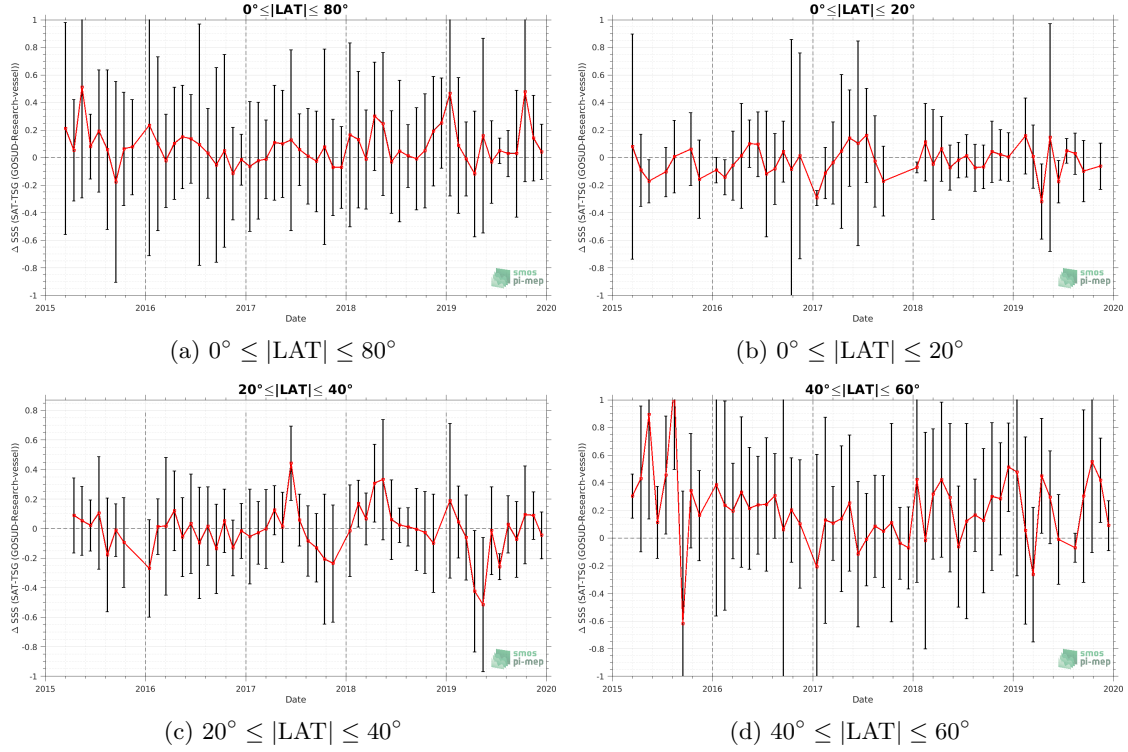 0°≤|LAT|≤ 80°
Δ SSS (SAT-TSG (GOSUD-Research-vessel))
1
0.8
0.6
0.4
0.2
0
-0.2
-0.4
-0.6
-0.8
-1
2015 2016 2017 2018 2019 2020
Date
smos
pi-mep
(a) 0° ≤ |LAT| ≤ 80°
0°≤|LAT|≤ 20°
Δ SSS (SAT-TSG (GOSUD-Research-vessel))
1
0.8
0.6
0.4
0.2
0
-0.2
-0.4
-0.6
-0.8
-1
2015 2016 2017 2018 2019 2020
Date
smos
pi-mep
(b) 0° ≤ |LAT| ≤ 20°
20°≤|LAT|≤ 40°
Δ SSS (SAT-TSG (GOSUD-Research-vessel))
0.8
0.6
0.4
0.2
0
-0.2
-0.4
-0.6
-0.8
-1
2015 2016 2017 2018 2019 2020
Date
smos
pi-mep
(c) 20° ≤ |LAT| ≤ 40°
40°≤|LAT|≤ 60°
Δ SSS (SAT-TSG (GOSUD-Research-vessel))
1
0.8
0.6
0.4
0.2
0
-0.2
-0.4
-0.6
-0.8
-1
2015 2016 2017 2018 2019 2020
Date
smos
pi-mep
(d) 40° ≤ |LAT| ≤ 60°